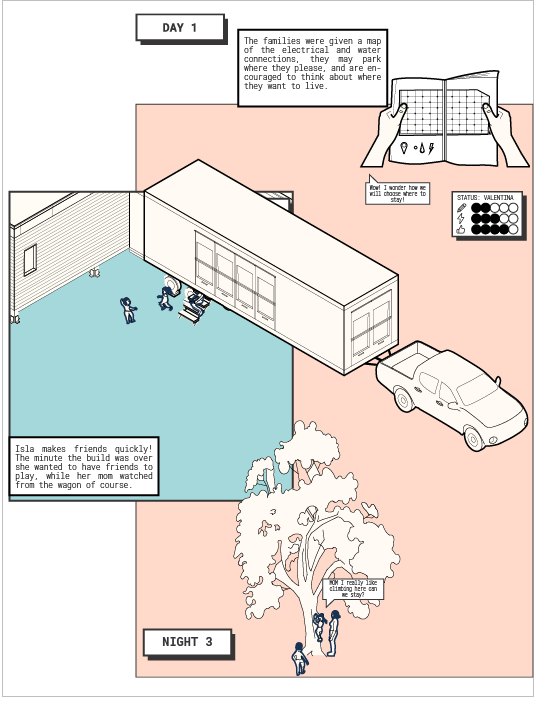 DAY 1
The families were given a map
of the electrical and water
connections, they may park
where they please, and are en-
couraged to think about where
they want to live.
Wow! I wonder how we
will choose where to
stay!
STATUS: VALENTINA
Isla makes friends quickly!
The minute the build was over
she wanted to have friends to
play, while her mom watched
from the wagon of course.
MOM I really like
climbing here can
we stay?
NIGHT 3